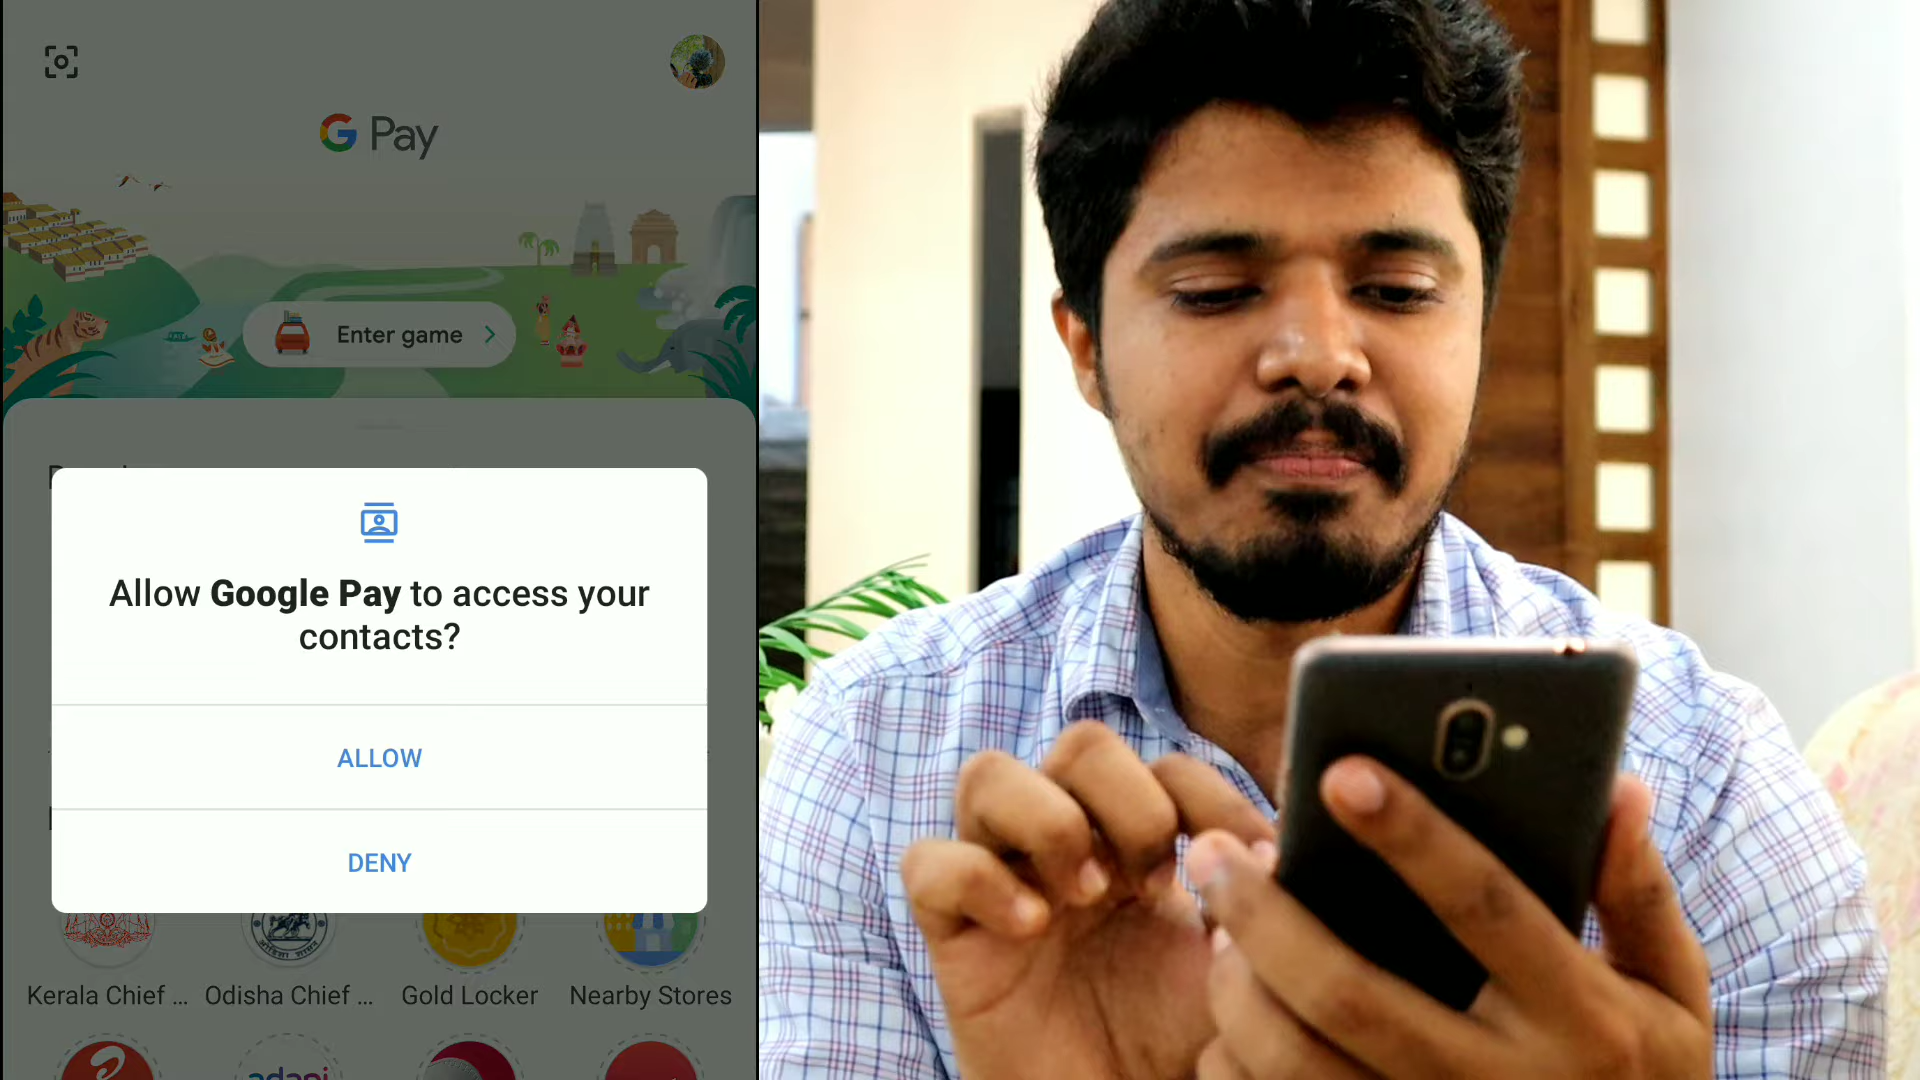 G Pay
Enter game
Allow Google Pay to access your
contacts?
ALLOW
DENY
Kerala Chief ...
Odisha Chief ...
Gold Locker
Nearby Stores
adani